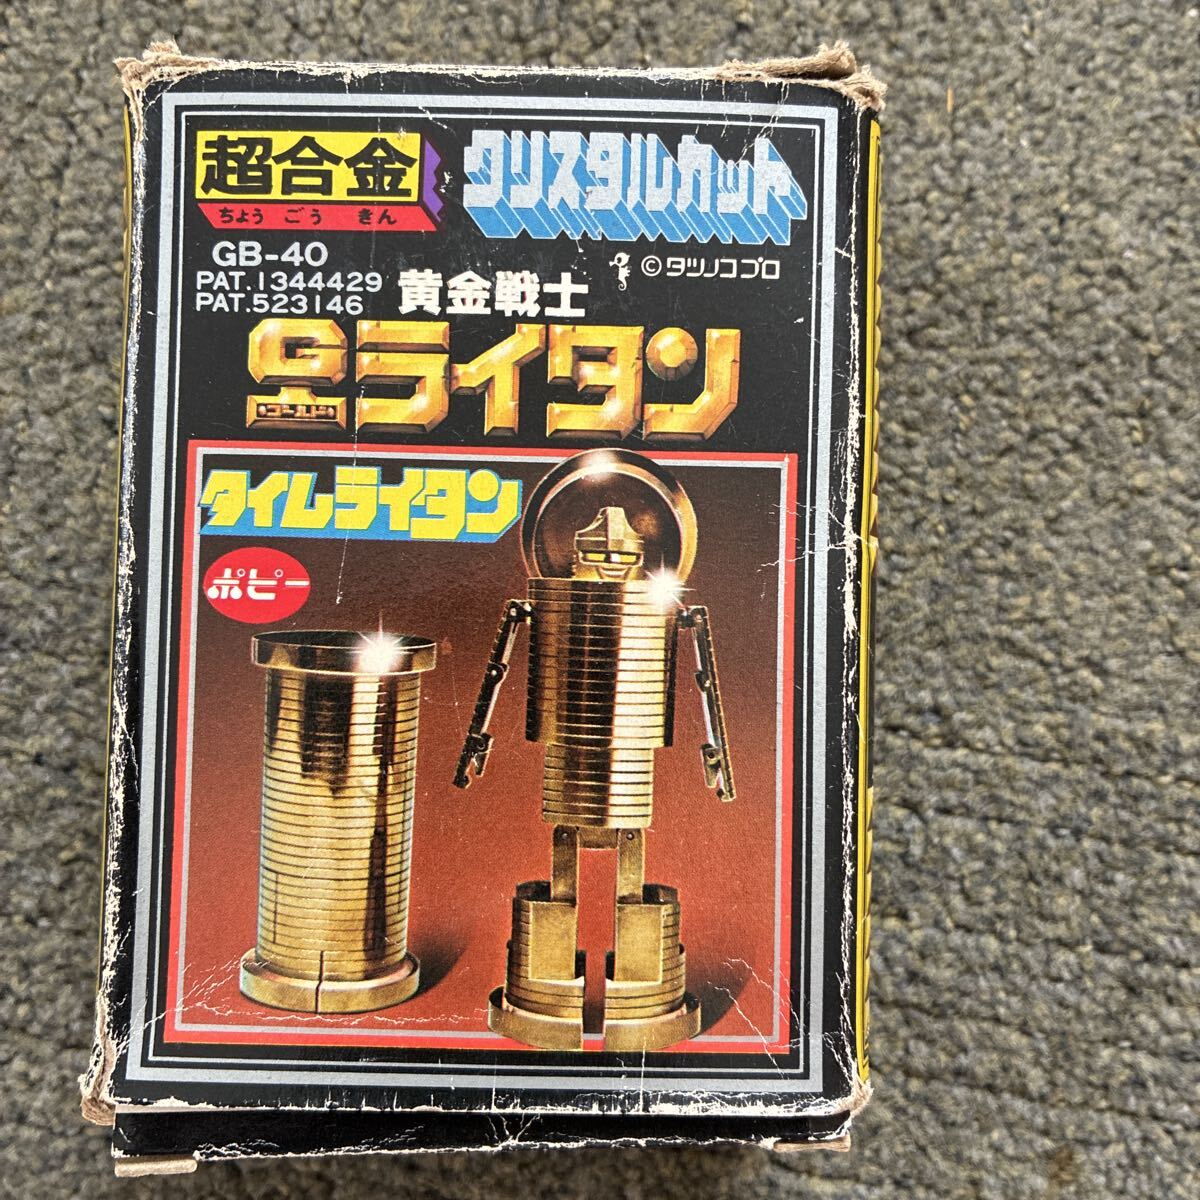 超合金
ちょうごうきん
クリスタルカット
GB-40
PAT.1344429
PAT.523146
©タツノコプロ
黄金戦士
Gライタン
ゴールド
タイムライタン
ポピー